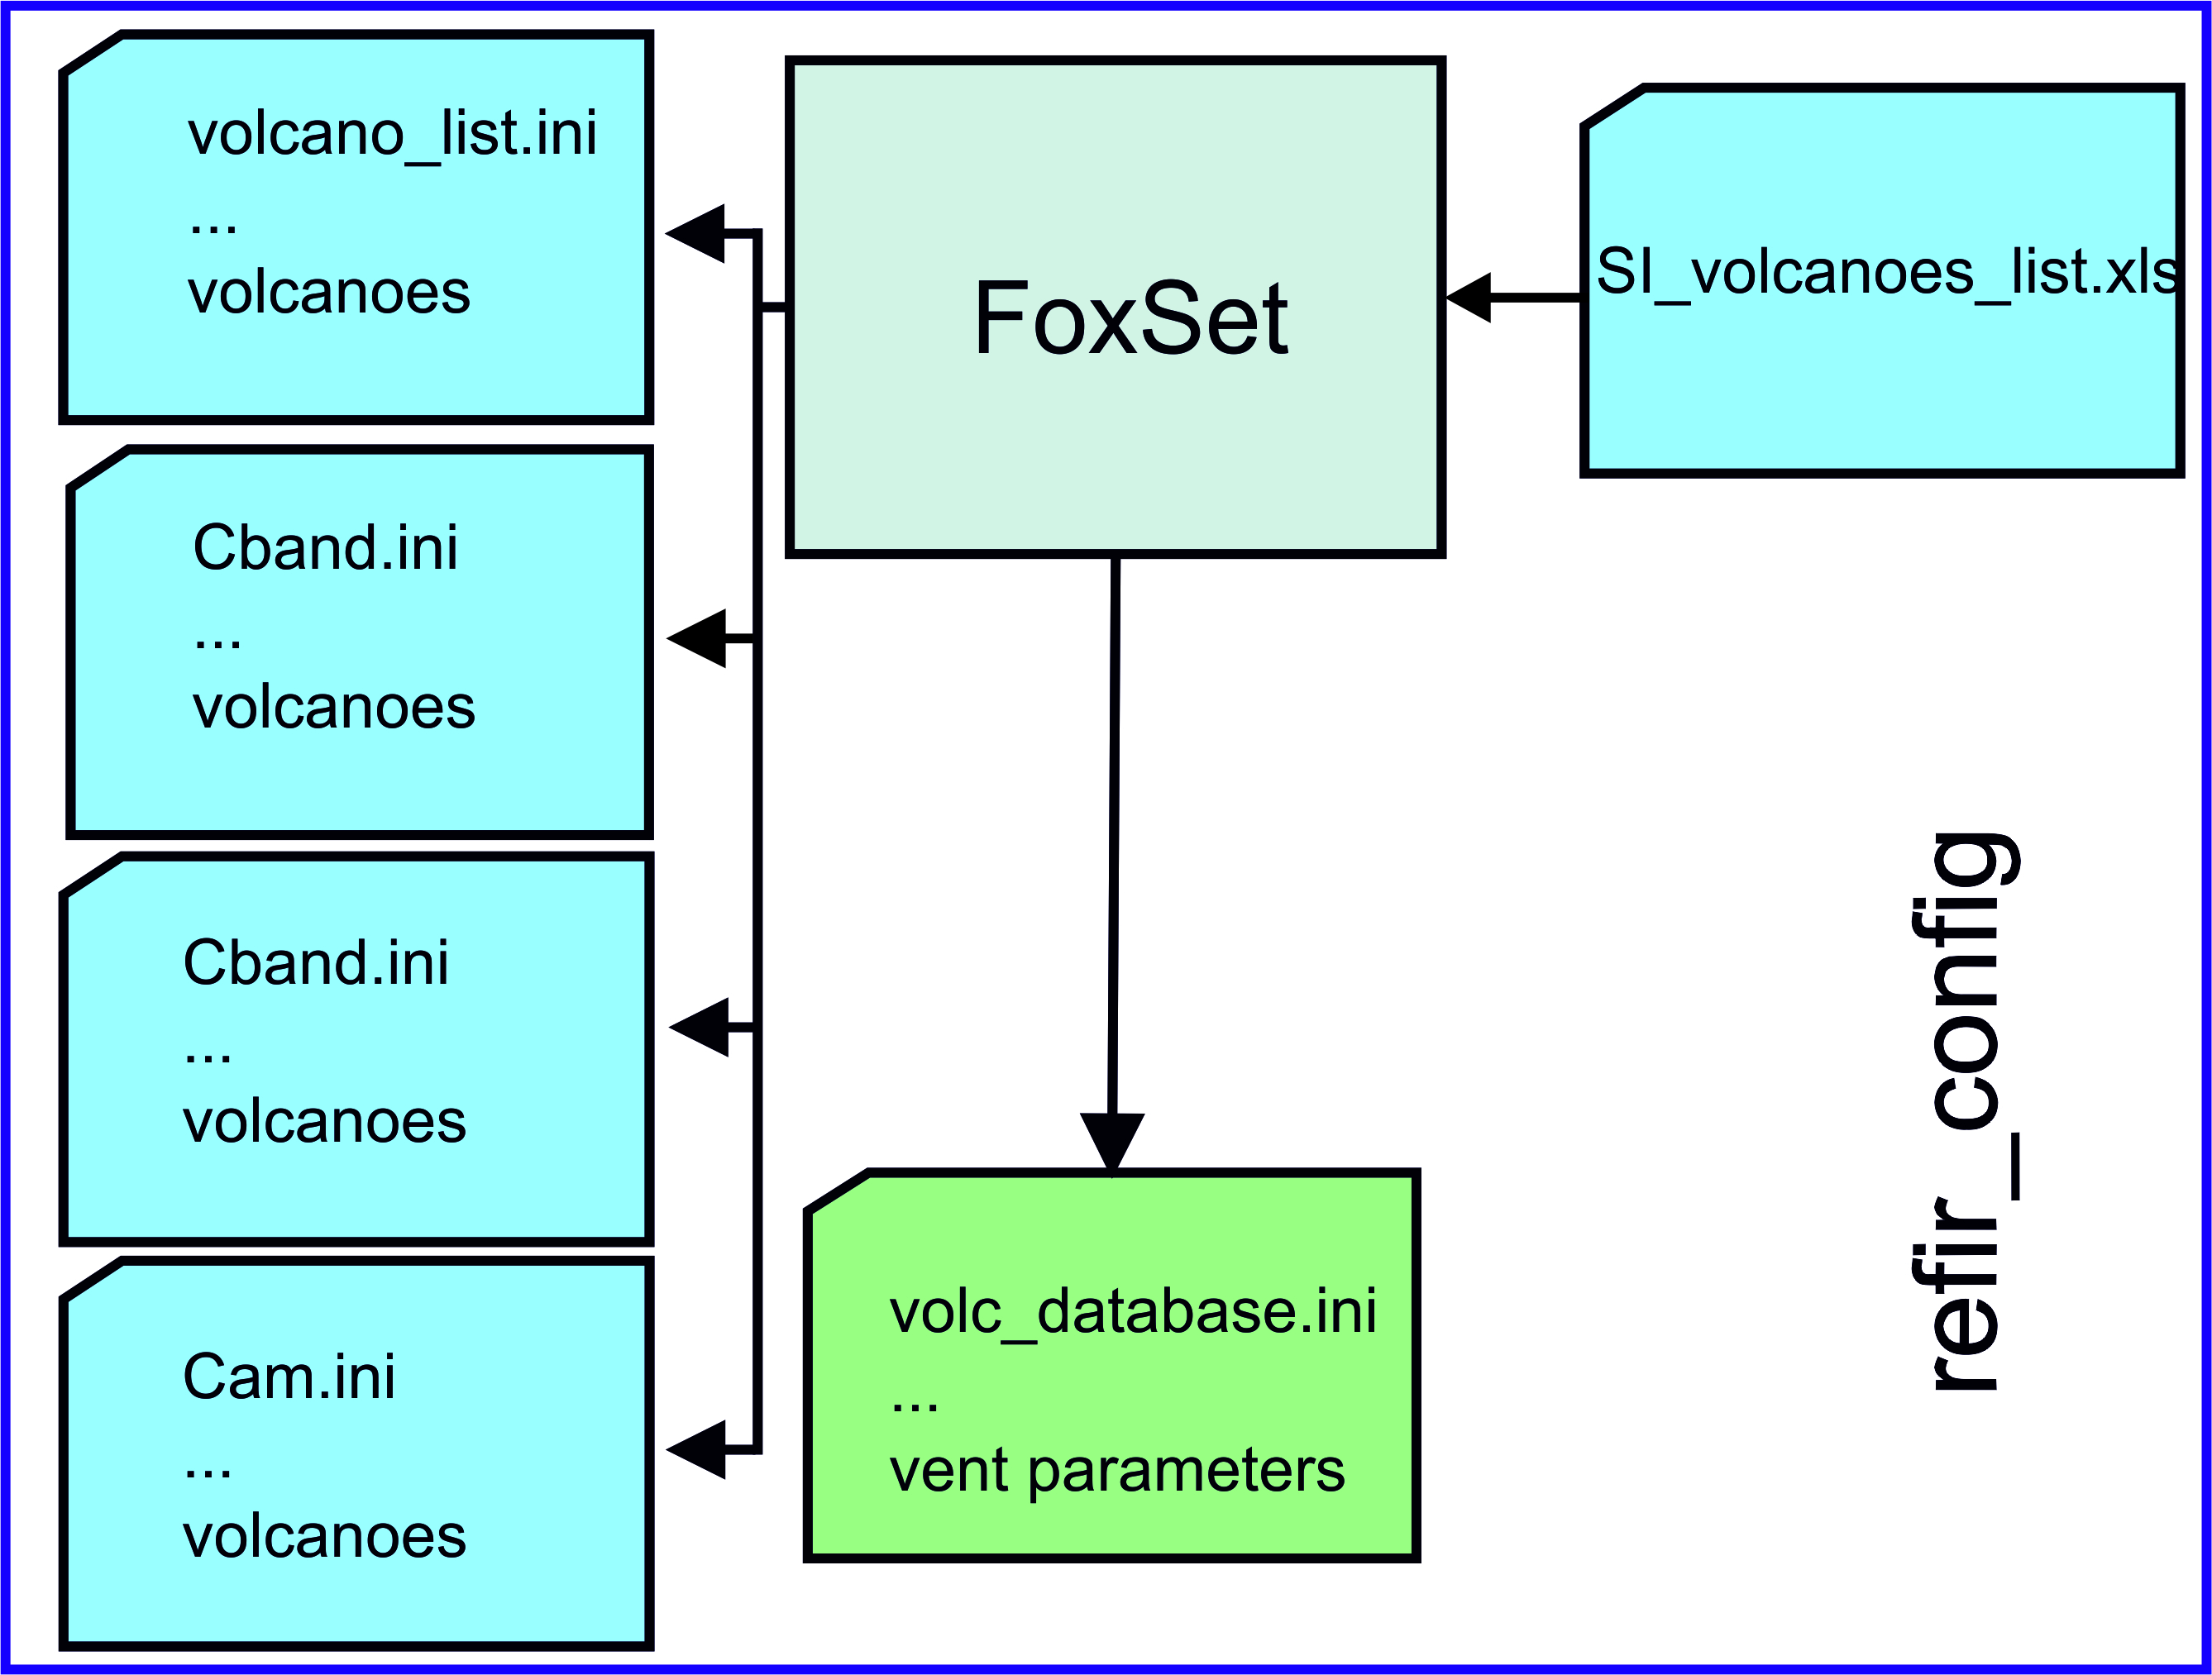 volcano_list.ini
...
volcanoes
FoxSet
SI_volcanoes_list.xls
Cband.ini
...
volcanoes
Cband.ini
...
volcanoes
Cam.ini
...
volcanoes
volc_database.ini
...
vent parameters
refir_config